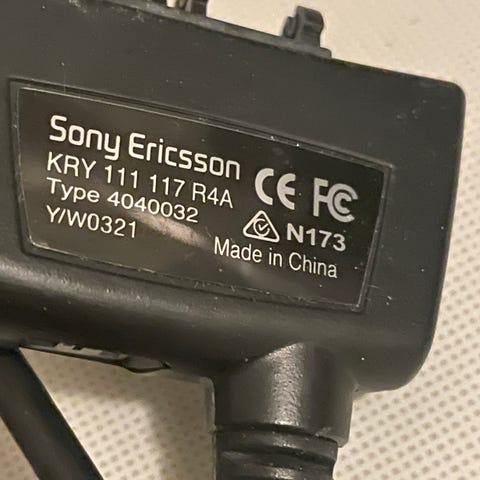 Sony Ericsson
KRY 111 117 R4A CE FC
Type 4040032
Y/W0321 N173
Made in China